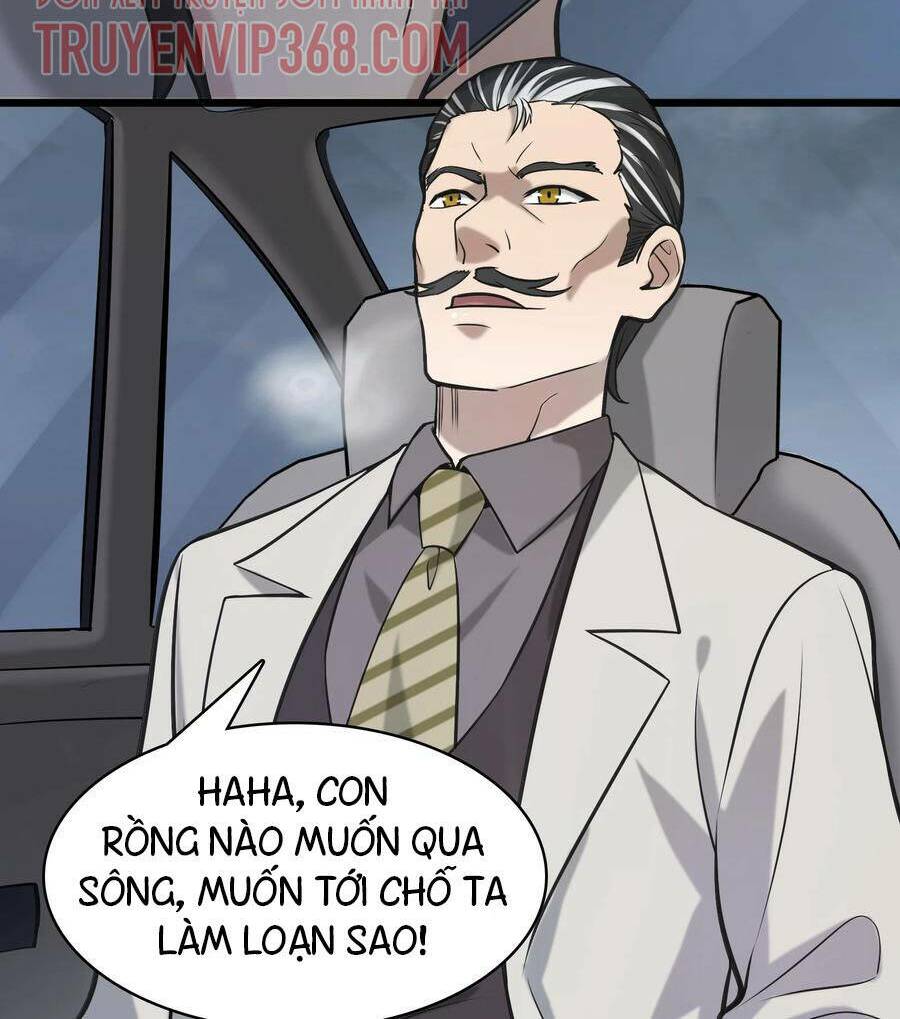 TRUYENVIP368.COM
HAHA, CON
RỒNG NÀO MUỐN QUA
SÔNG, MUỐN TỚI CHỖ TA
LÀM LOẠN SAO!